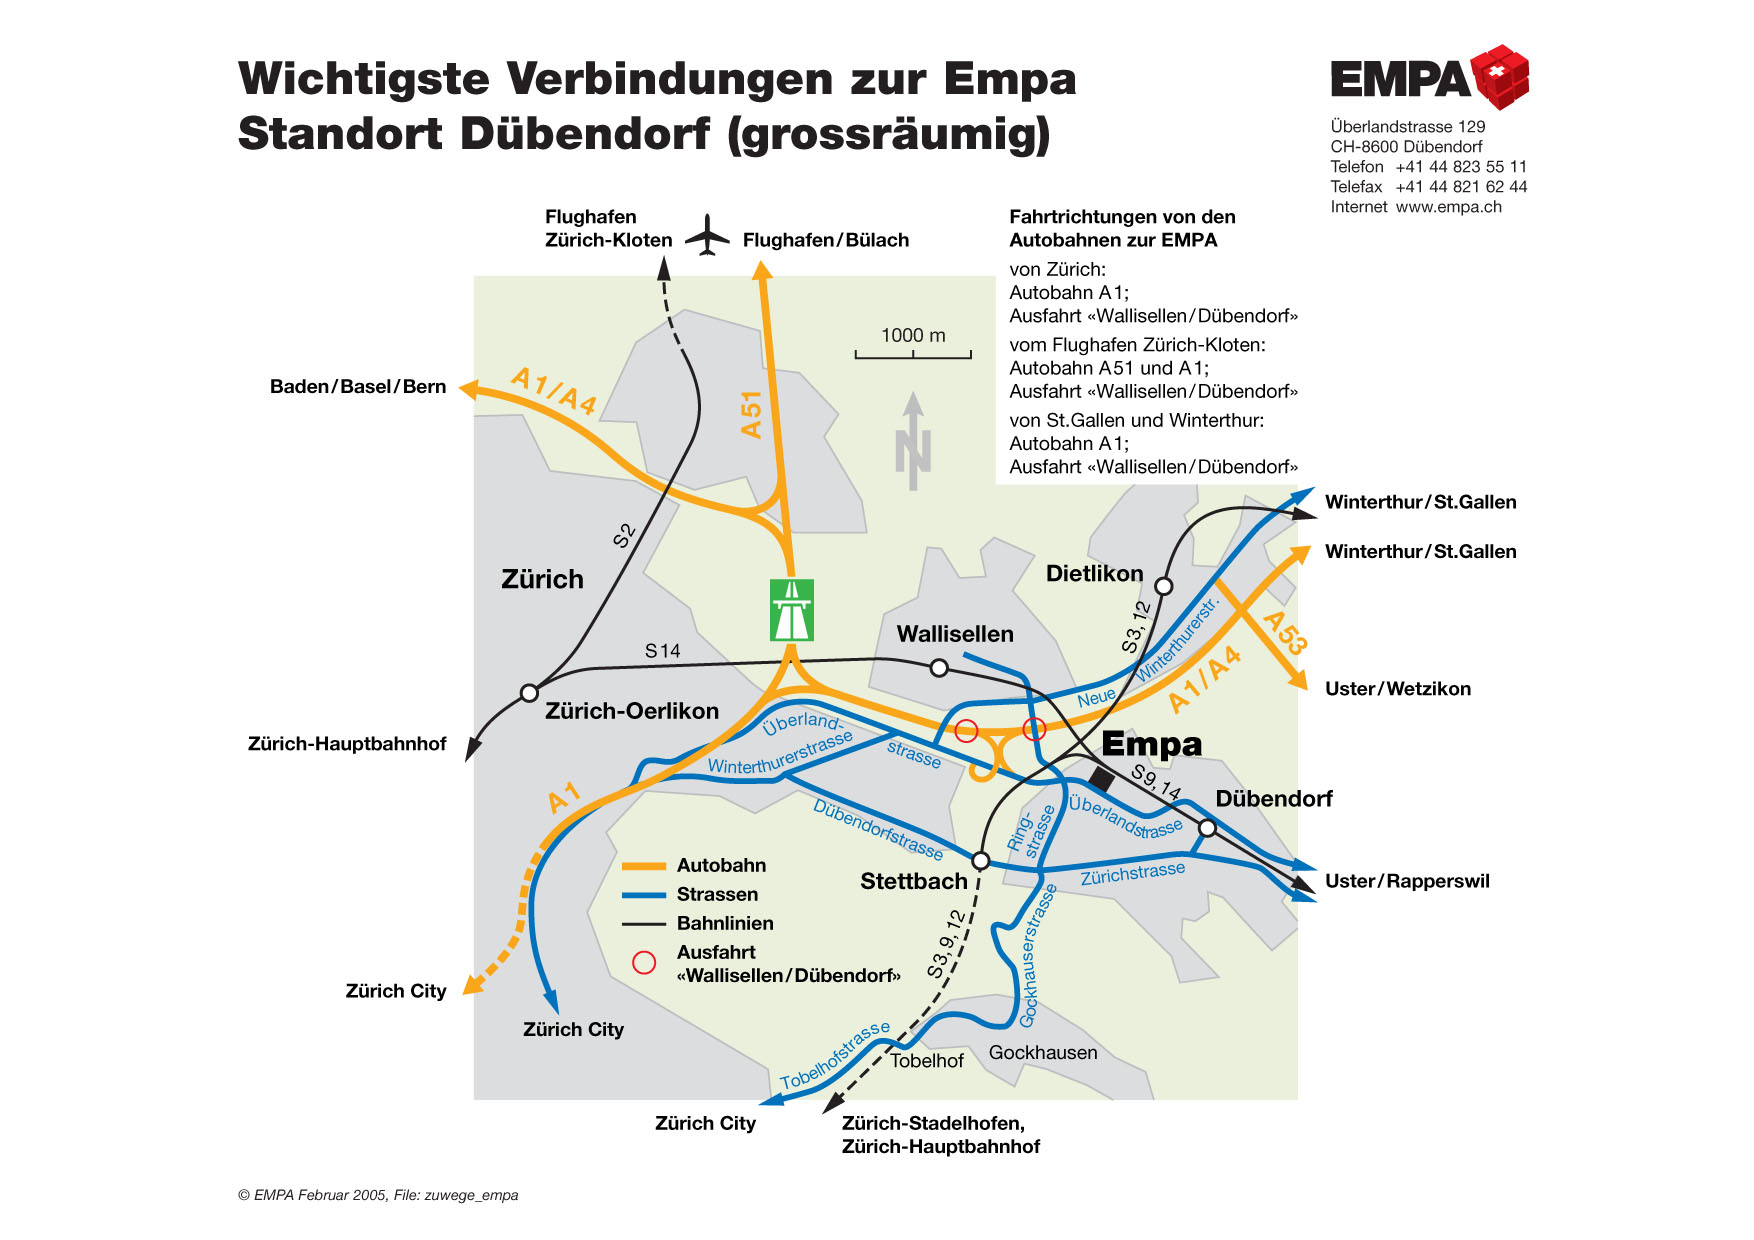 Wichtigste Verbindungen zur Empa
Standort Dübendorf (grossräumig)
EMPA
Überlandstrasse 129
CH-8600 Dübendorf
Telefon +41 44 823 55 11
Telefax +41 44 821 62 44
Internet www.empa.ch
Flughafen
Zürich-Kloten
Flughafen/Bülach
Fahrtrichtungen von den
Autobahnen zur EMPA
von Zürich:
Autobahn A1;
Ausfahrt «Wallisellen/Dübendorf»
vom Flughafen Zürich-Kloten:
Autobahn A51 und A1;
Ausfahrt «Wallisellen/Dübendorf»
von St.Gallen und Winterthur:
Autobahn A1;
Ausfahrt «Wallisellen/Dübendorf»
1000 m
N
Baden/Basel/Bern
A1/A4
A51
S2
Zürich
Winterthur/St.Gallen
Winterthur/St.Gallen
Dietlikon
Wallisellen
S3, 12
Neue
Winterthurerstr.
A53
A1/A4
Uster/Wetzikon
S14
Zürich-Oerlikon
Zürich-Hauptbahnhof
Überland-
strasse
Winterthurerstrasse
Empa
S9, 14
Dübendorf
A1
Dübendorfstrasse
Ring-
strasse
Überlandstrasse
Zürichstrasse
Stettbach
Uster/Rapperswil
Autobahn
Strassen
Bahnlinien
Ausfahrt
«Wallisellen/Dübendorf»
S3, 9, 12
Gockhauserstrasse
Zürich City
Zürich City
Tobelhofstrasse
Tobelhof
Gockhausen
Zürich City
Zürich-Stadelhofen,
Zürich-Hauptbahnhof
© EMPA Februar 2005, File: zuwege_empa